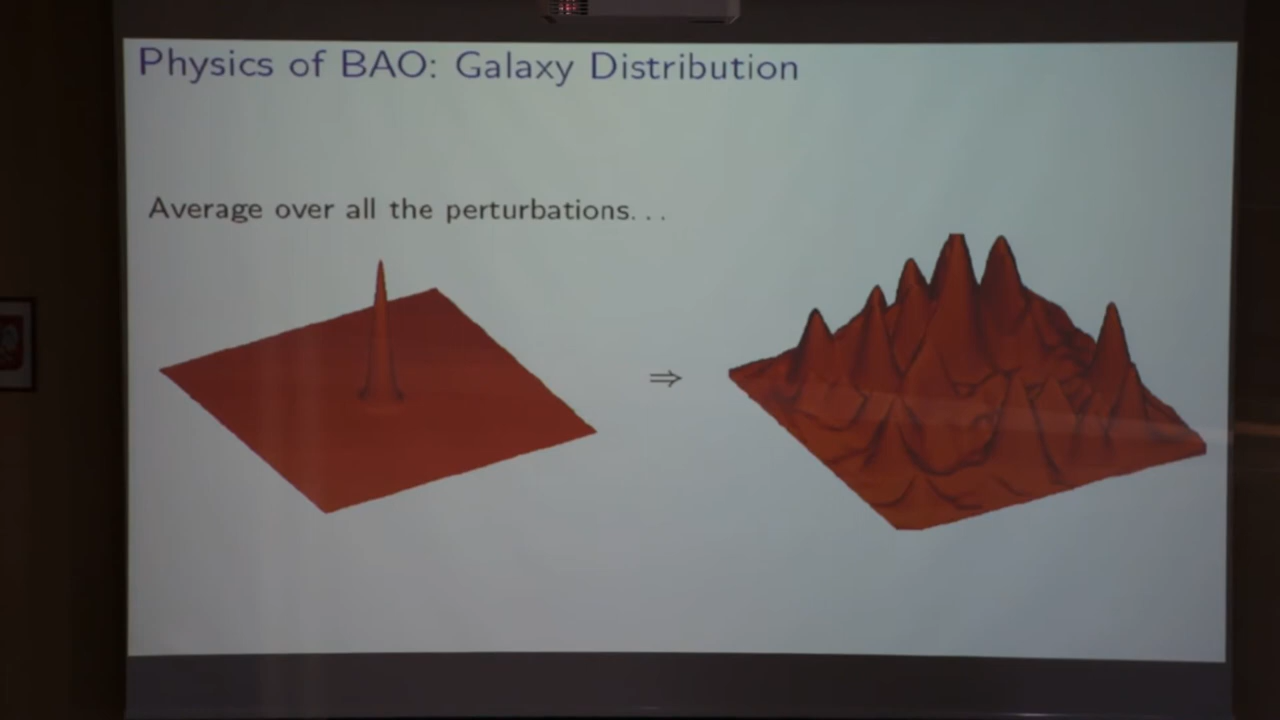 Physics of BAO: Galaxy Distribution
Average over all the perturbations...
⇒